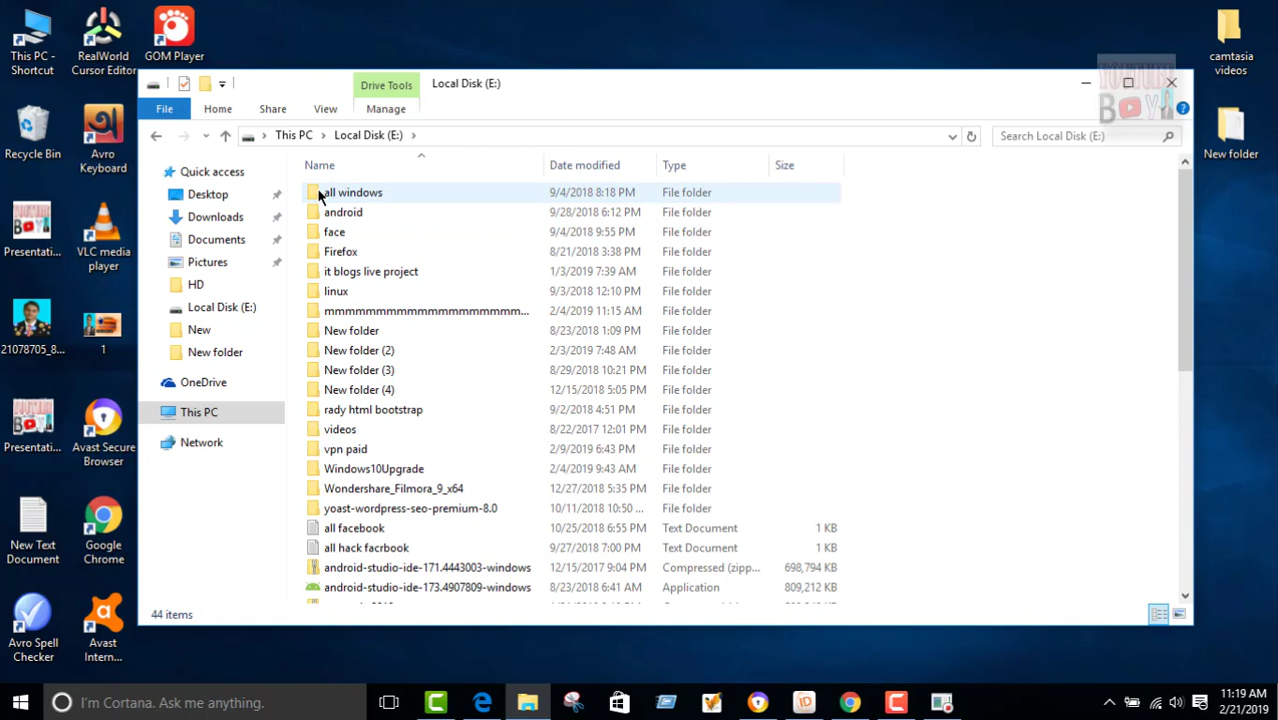 This PC -
Shortcut
RealWorld
Cursor Editor
GOM Player
camtasia
videos
Recycle Bin
Avro
Keyboard
New folder
Presentati...
VLC media
player
21078705_8...
1
Presentati...
Avast Secure
Browser
New Text
Document
Google
Chrome
Avro Spell
Checker
Avast
Intern...
Drive Tools
Local Disk (E:)
YOUTUBE
BOY
File
Home
Share
View
Manage
This PC
Local Disk (E:)
Search Local Disk (E:)
Quick access
Desktop
Downloads
Documents
Pictures
HD
Local Disk (E:)
New
New folder
OneDrive
This PC
Network
Name Date modified Type Size
all windows 9/4/2018 8:18 PM File folder
android 9/28/2018 6:12 PM File folder
face 9/4/2018 9:55 PM File folder
Firefox 8/21/2018 3:38 PM File folder
it blogs live project 1/3/2019 7:39 AM File folder
linux 9/3/2018 12:10 PM File folder
mmmmmmmmmmmmmmmmmmm... 2/4/2019 11:15 AM File folder
New folder 8/23/2018 1:09 PM File folder
New folder (2) 2/3/2019 7:48 AM File folder
New folder (3) 8/29/2018 10:21 PM File folder
New folder (4) 12/15/2018 5:05 PM File folder
rady html bootstrap 9/2/2018 4:51 PM File folder
videos 8/22/2017 12:01 PM File folder
vpn paid 2/9/2019 6:43 PM File folder
Windows10Upgrade 2/4/2019 9:43 AM File folder
Wondershare_Filmora_9_x64 12/27/2018 5:35 PM File folder
yoast-wordpress-seo-premium-8.0 10/11/2018 10:50 ... File folder
all facebook 10/25/2018 6:55 PM Text Document 1 KB
all hack facrbook 9/27/2018 7:00 PM Text Document 1 KB
android-studio-ide-171.4443003-windows 12/15/2017 9:04 PM Compressed (zipp... 698,794 KB
android-studio-ide-173.4907809-windows 8/23/2018 6:41 AM Application 809,212 KB
44 items
I'm Cortana. Ask me anything.
11:19 AM
2/21/2019